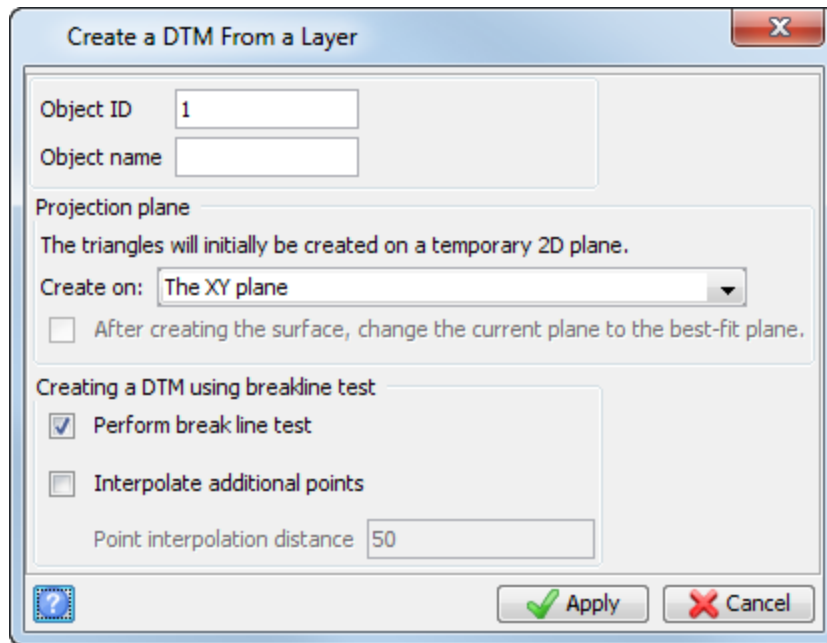 Create a DTM From a Layer
Object ID 1
Object name
Projection plane
The triangles will initially be created on a temporary 2D plane.
Create on: The XY plane
After creating the surface, change the current plane to the best-fit plane.
Creating a DTM using breakline test
Perform break line test
Interpolate additional points
Point interpolation distance 50
? Apply Cancel